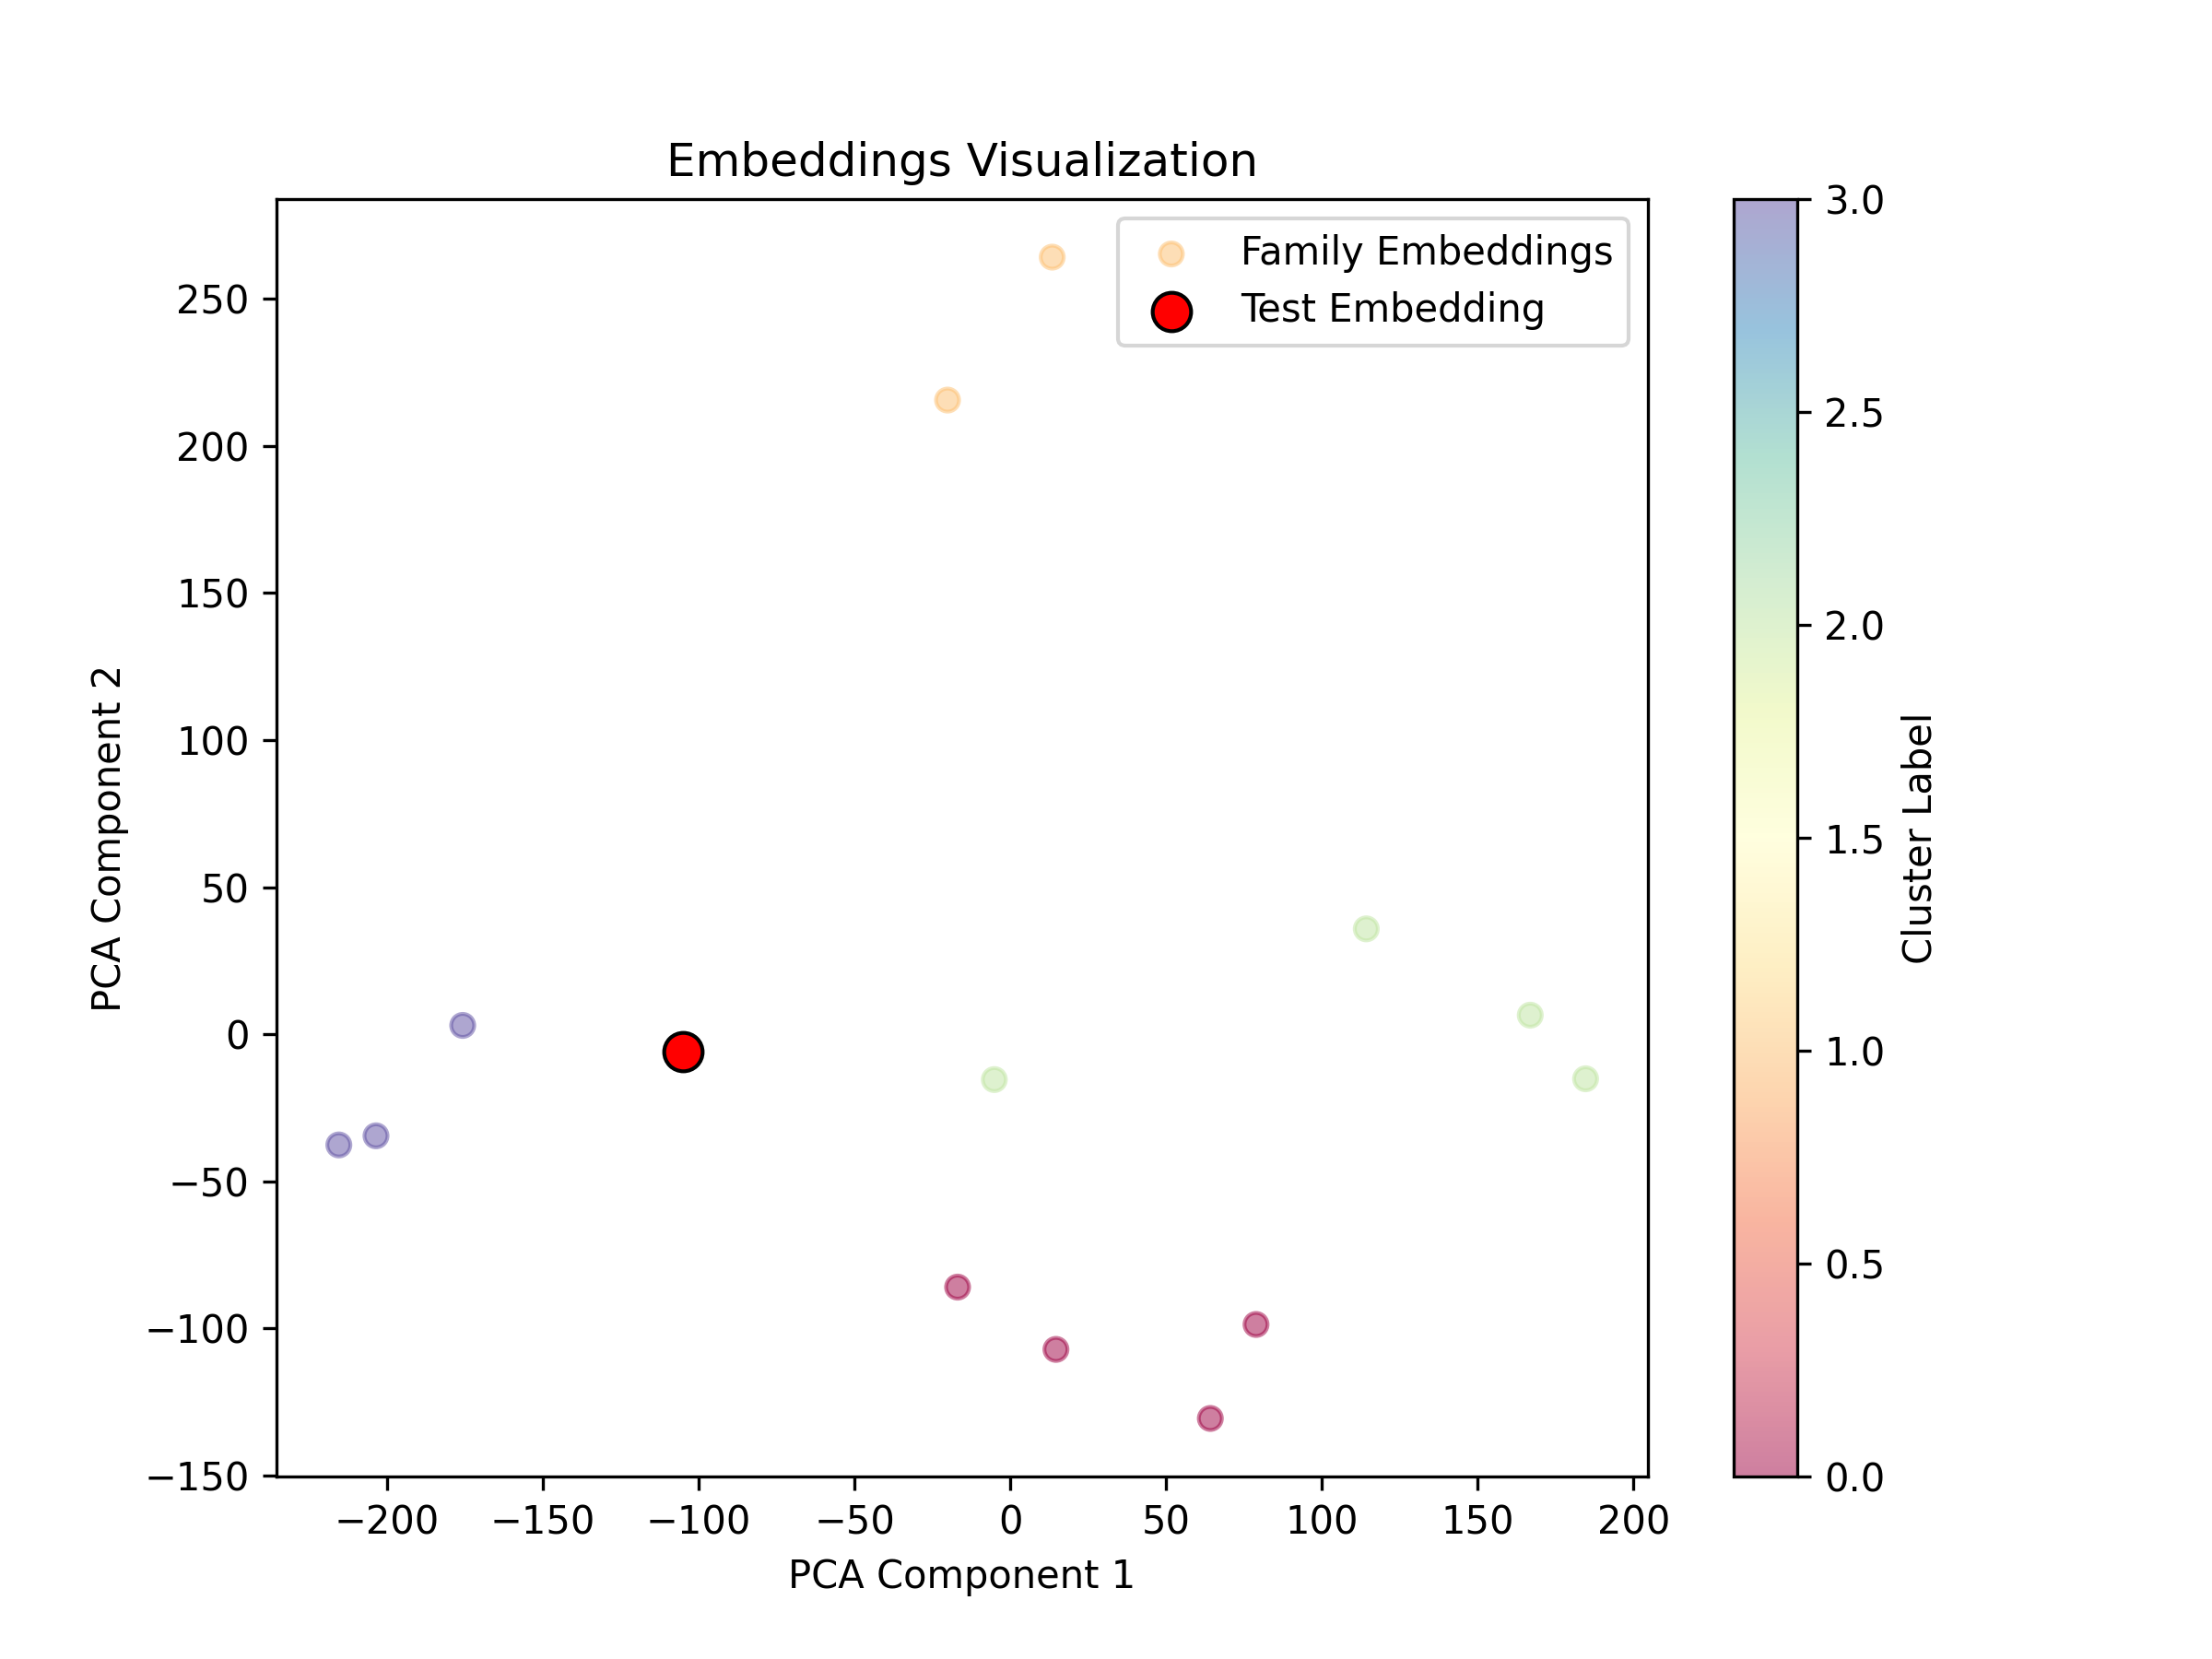 Embeddings Visualization
Family Embeddings
Test Embedding
250
200
150
100
50
0
−50
−100
−150
PCA Component 2
−200 −150 −100 −50 0 50 100 150 200
PCA Component 1
3.0
2.5
2.0
1.5
1.0
0.5
0.0
Cluster Label